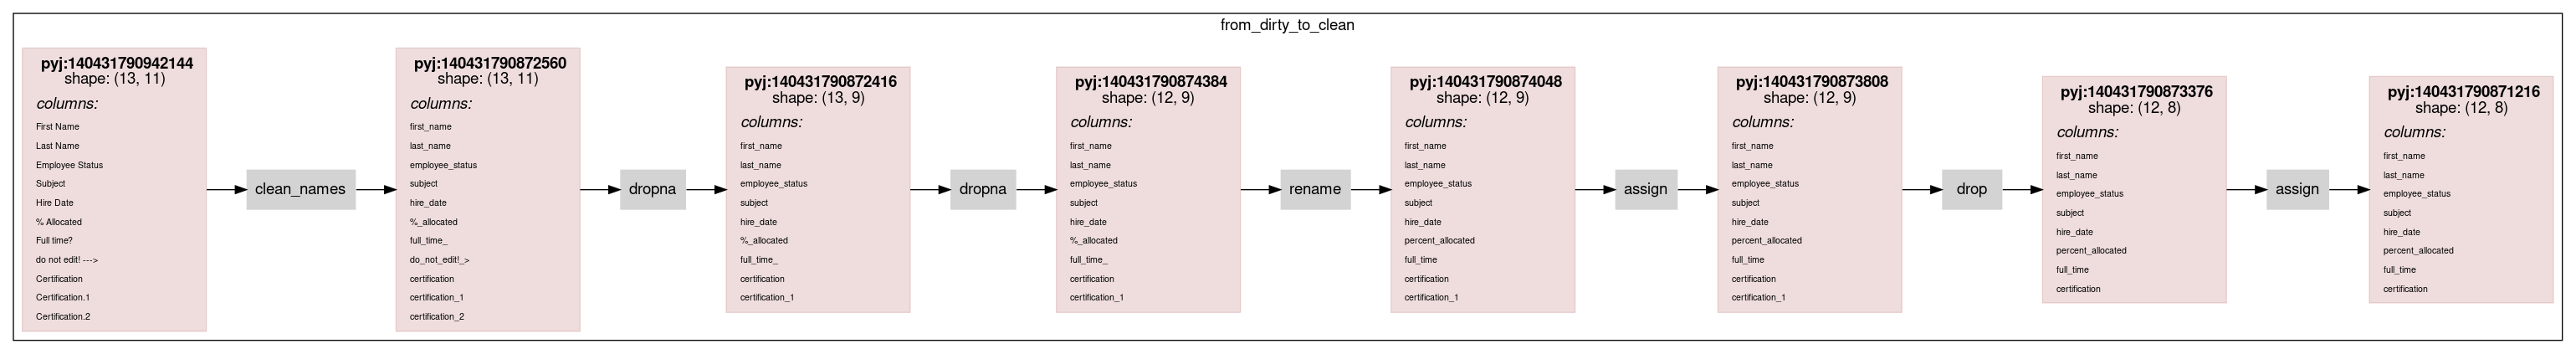 from_dirty_to_clean
pyj:140431790942144
shape: (13, 11)
columns:
First Name
Last Name
Employee Status
Subject
Hire Date
% Allocated
Full time?
do not edit! --->
Certification
Certification.1
Certification.2
clean_names
pyj:140431790872560
shape: (13, 11)
columns:
first_name
last_name
employee_status
subject
hire_date
%_allocated
full_time_
do_not_edit!_>
certification
certification_1
certification_2
dropna
pyj:140431790872416
shape: (13, 9)
columns:
first_name
last_name
employee_status
subject
hire_date
%_allocated
full_time_
certification
certification_1
dropna
pyj:140431790874384
shape: (12, 9)
columns:
first_name
last_name
employee_status
subject
hire_date
%_allocated
full_time_
certification
certification_1
rename
pyj:140431790874048
shape: (12, 9)
columns:
first_name
last_name
employee_status
subject
hire_date
percent_allocated
full_time
certification
certification_1
assign
pyj:140431790873808
shape: (12, 9)
columns:
first_name
last_name
employee_status
subject
hire_date
percent_allocated
full_time
certification
certification_1
drop
pyj:140431790873376
shape: (12, 8)
columns:
first_name
last_name
employee_status
subject
hire_date
percent_allocated
full_time
certification
assign
pyj:140431790871216
shape: (12, 8)
columns:
first_name
last_name
employee_status
subject
hire_date
percent_allocated
full_time
certification